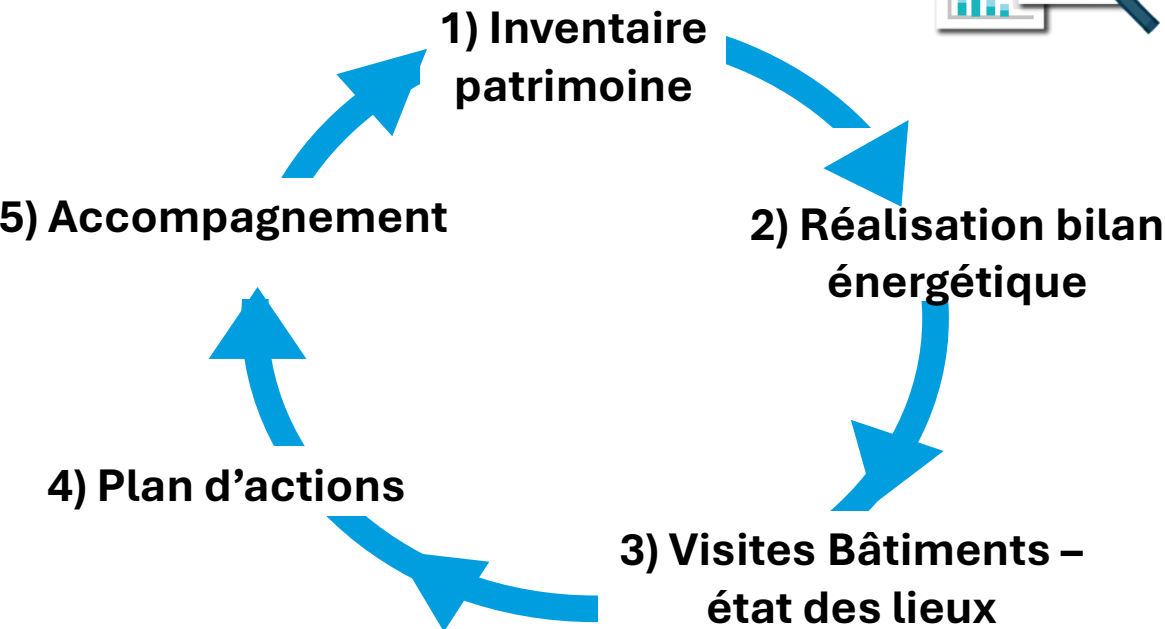 1) Inventaire
patrimoine
2) Réalisation bilan
énergétique
3) Visites Bâtiments –
état des lieux
4) Plan d’actions
5) Accompagnement